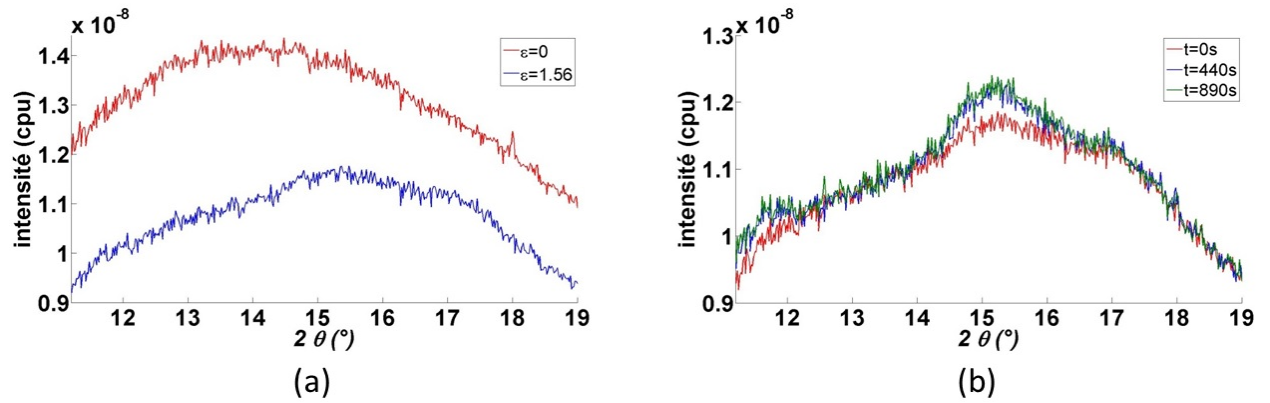 x 10-8
1.4
1.3
1.2
1.1
1
0.9
intensité (cpu)
12 13 14 15 16 17 18 19
2 θ (°)
ε=0
ε=1.56
(a)
x 10-8
1.3
1.2
1.1
1
0.9
intensité (cpu)
12 13 14 15 16 17 18 19
2 θ (°)
t=0s
t=440s
t=890s
(b)